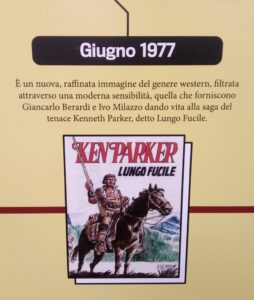 Giugno 1977
È un nuova, raffinata immagine del genere western, filtrata
attraverso una moderna sensibilità, quella che forniscono
Giancarlo Berardi e Ivo Milazzo dando vita alla saga del
tenace Kenneth Parker, detto Lungo Fucile.
KEN PARKER
LUNGO FUCILE